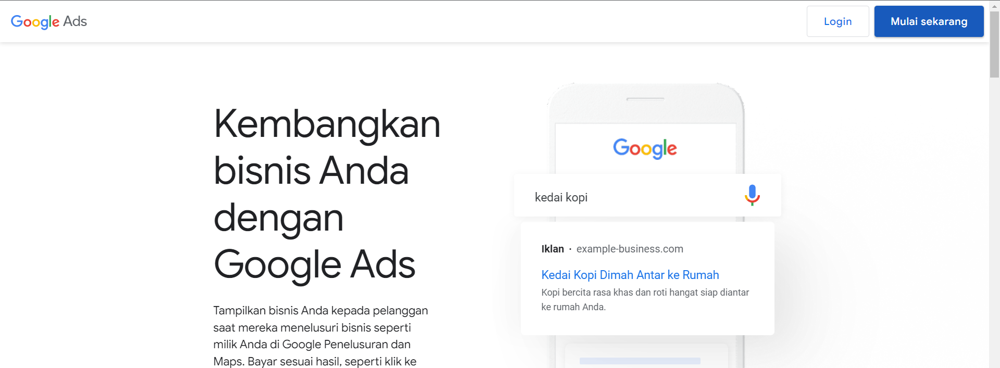 Google Ads
Login
Mulai sekarang
Kembangkan
bisnis Anda
dengan
Google Ads
Tampilkan bisnis Anda kepada pelanggan
saat mereka menelusuri bisnis seperti
milik Anda di Google Penelusuran dan
Maps. Bayar sesuai hasil, seperti klik ke
Google
kedai kopi
Iklan · example-business.com
Kedai Kopi Dimah Antar ke Rumah
Kopi bercita rasa khas dan roti hangat siap diantar
ke rumah Anda.